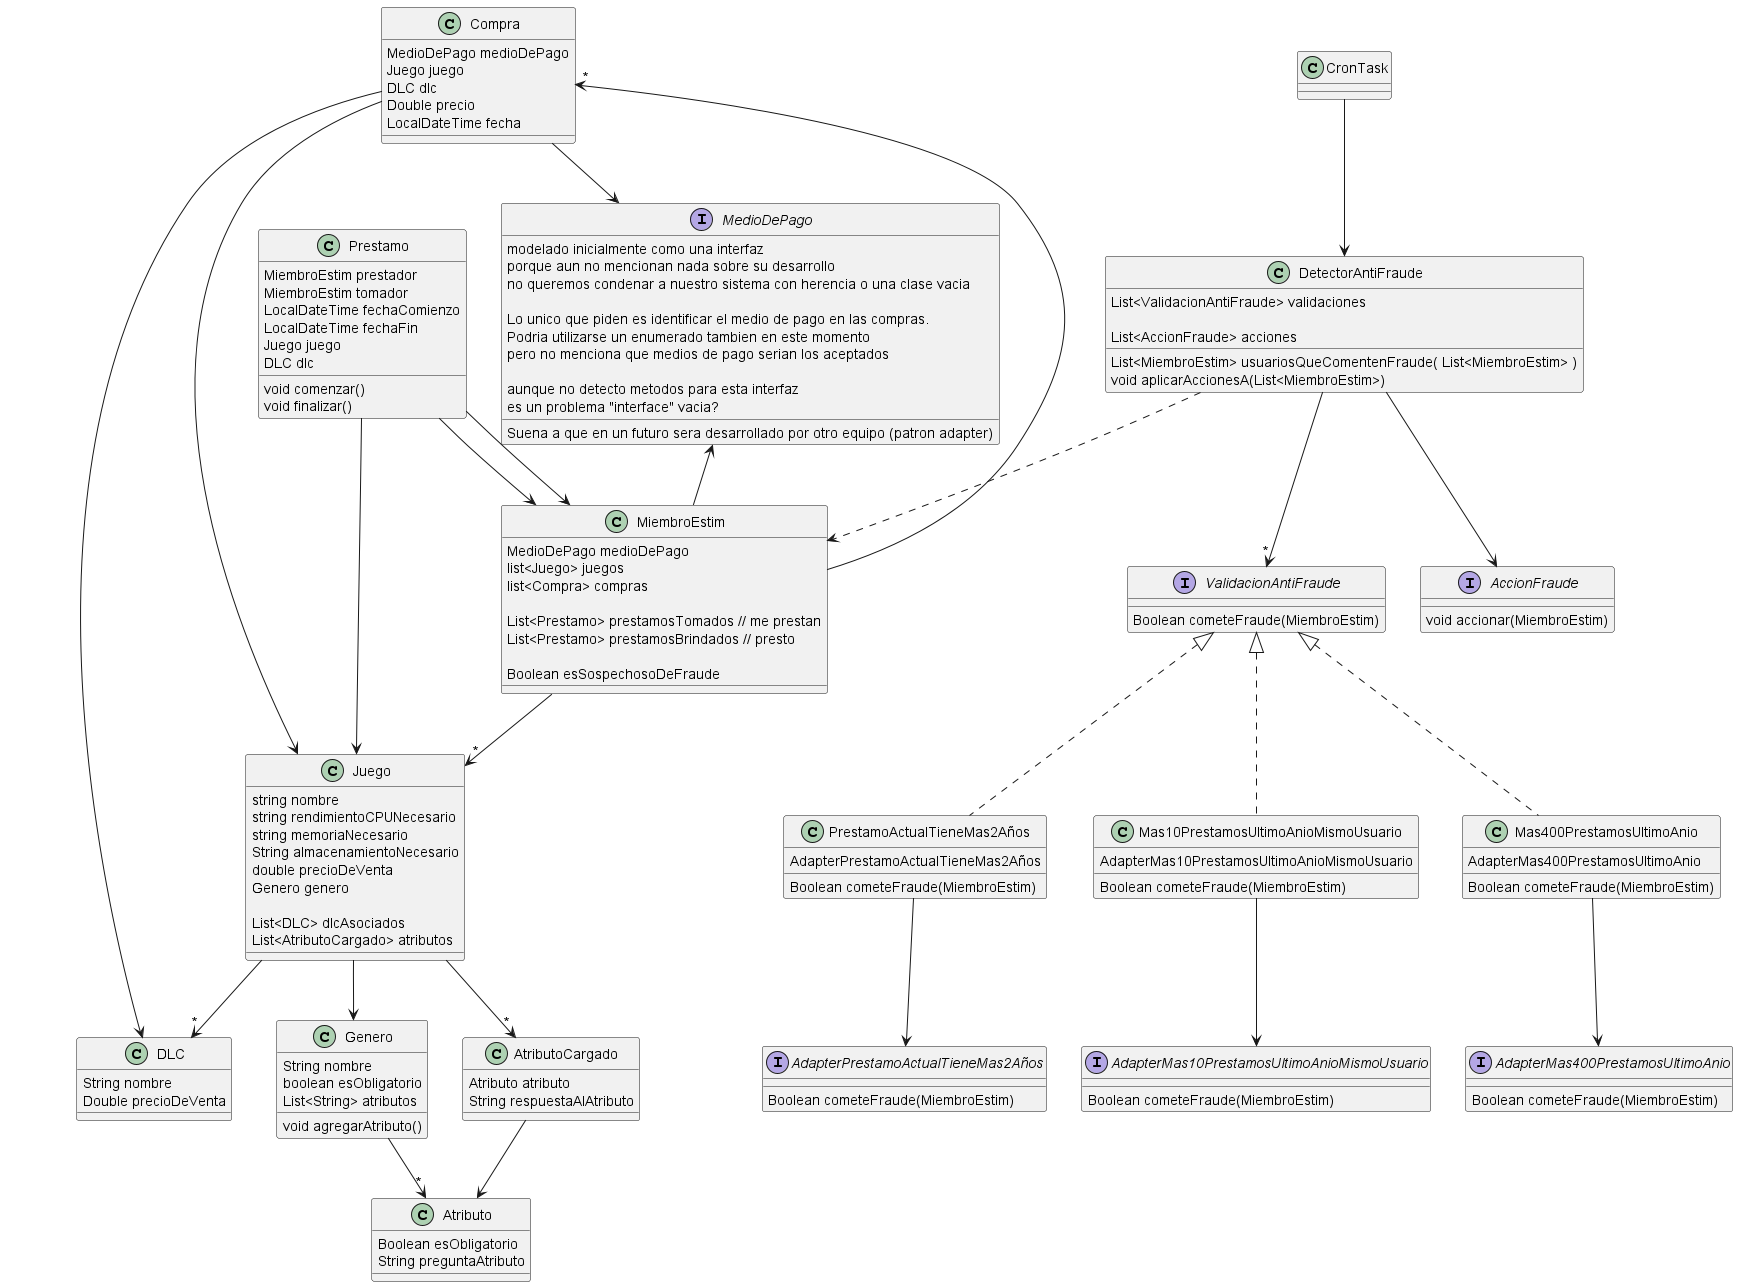 C Compra
MedioDePago medioDePago
Juego juego
DLC dlc
Double precio
LocalDateTime fecha
*
C CronTask
C Prestamo
MiembroEstim prestador
MiembroEstim tomador
LocalDateTime fechaComienzo
LocalDateTime fechaFin
Juego juego
DLC dlc
void comenzar()
void finalizar()
I MedioDePago
modelado inicialmente como una interfaz
porque aun no mencionan nada sobre su desarrollo
no queremos condenar a nuestro sistema con herencia o una clase vacia
Lo unico que piden es identificar el medio de pago en las compras.
Podria utilizarse un enumerado tambien en este momento
pero no menciona que medios de pago serian los aceptados
aunque no detecto metodos para esta interfaz
es un problema "interface" vacia?
Suena a que en un futuro sera desarrollado por otro equipo (patron adapter)
C DetectorAntiFraude
List<ValidacionAntiFraude> validaciones
List<AccionFraude> acciones
List<MiembroEstim> usuariosQueComentenFraude( List<MiembroEstim> )
void aplicarAccionesA(List<MiembroEstim>)
C MiembroEstim
MedioDePago medioDePago
list<Juego> juegos
list<Compra> compras
List<Prestamo> prestamosTomados // me prestan
List<Prestamo> prestamosBrindados // presto
Boolean esSospechosoDeFraude
*
I ValidacionAntiFraude
Boolean cometeFraude(MiembroEstim)
I AccionFraude
void accionar(MiembroEstim)
*
C Juego
string nombre
string rendimientoCPUNecesario
string memoriaNecesario
String almacenamientoNecesario
double precioDeVenta
Genero genero
List<DLC> dlcAsociados
List<AtributoCargado> atributos
C PrestamoActualTieneMas2Años
AdapterPrestamoActualTieneMas2Años
Boolean cometeFraude(MiembroEstim)
C Mas10PrestamosUltimoAnioMismoUsuario
AdapterMas10PrestamosUltimoAnioMismoUsuario
Boolean cometeFraude(MiembroEstim)
C Mas400PrestamosUltimoAnio
AdapterMas400PrestamosUltimoAnio
Boolean cometeFraude(MiembroEstim)
*
*
C DLC
String nombre
Double precioDeVenta
C Genero
String nombre
boolean esObligatorio
List<String> atributos
void agregarAtributo()
C AtributoCargado
Atributo atributo
String respuestaAlAtributo
I AdapterPrestamoActualTieneMas2Años
Boolean cometeFraude(MiembroEstim)
I AdapterMas10PrestamosUltimoAnioMismoUsuario
Boolean cometeFraude(MiembroEstim)
I AdapterMas400PrestamosUltimoAnio
Boolean cometeFraude(MiembroEstim)
*
C Atributo
Boolean esObligatorio
String preguntaAtributo